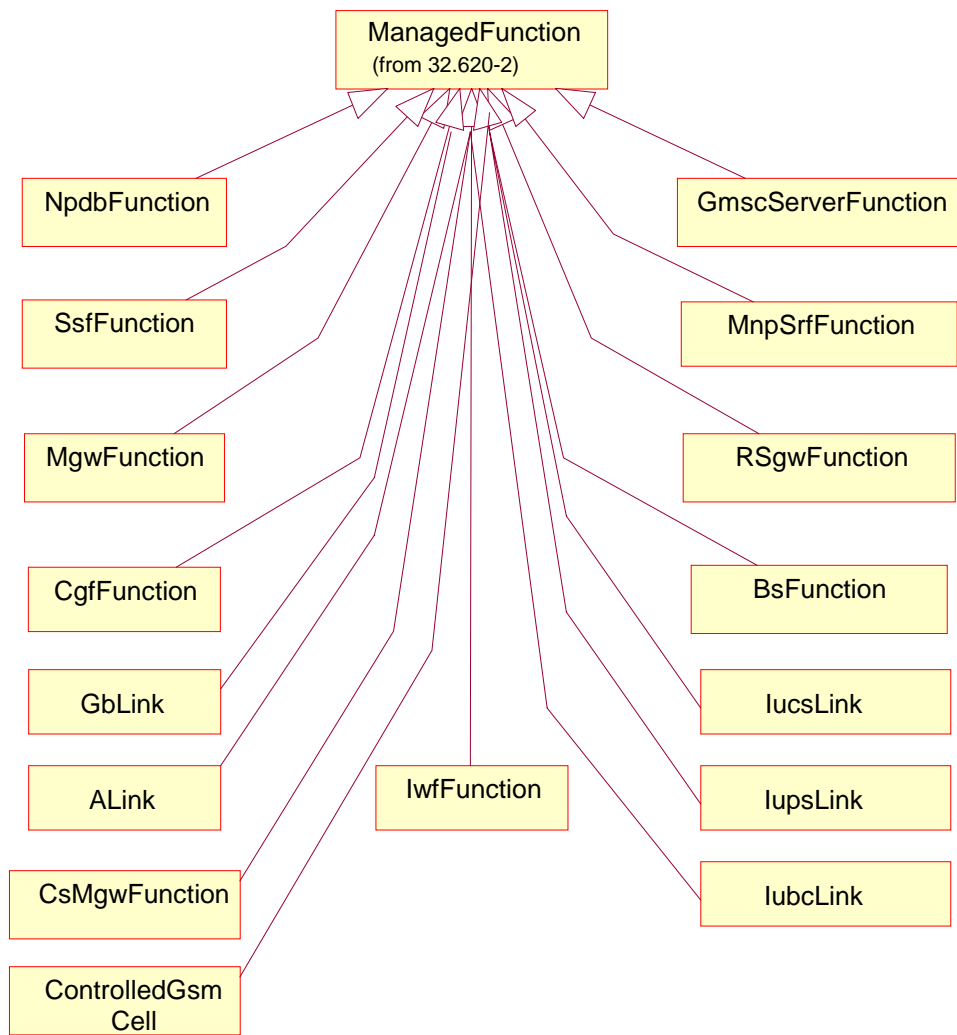 ManagedFunction
(from 32.620-2)
NpdbFunction
GmscServerFunction
SsfFunction
MnpSrfFunction
MgwFunction
RSgwFunction
CgfFunction
BsFunction
GbLink
IucsLink
ALink
IwfFunction
IupsLink
CsMgwFunction
IubcLink
ControlledGsm
Cell